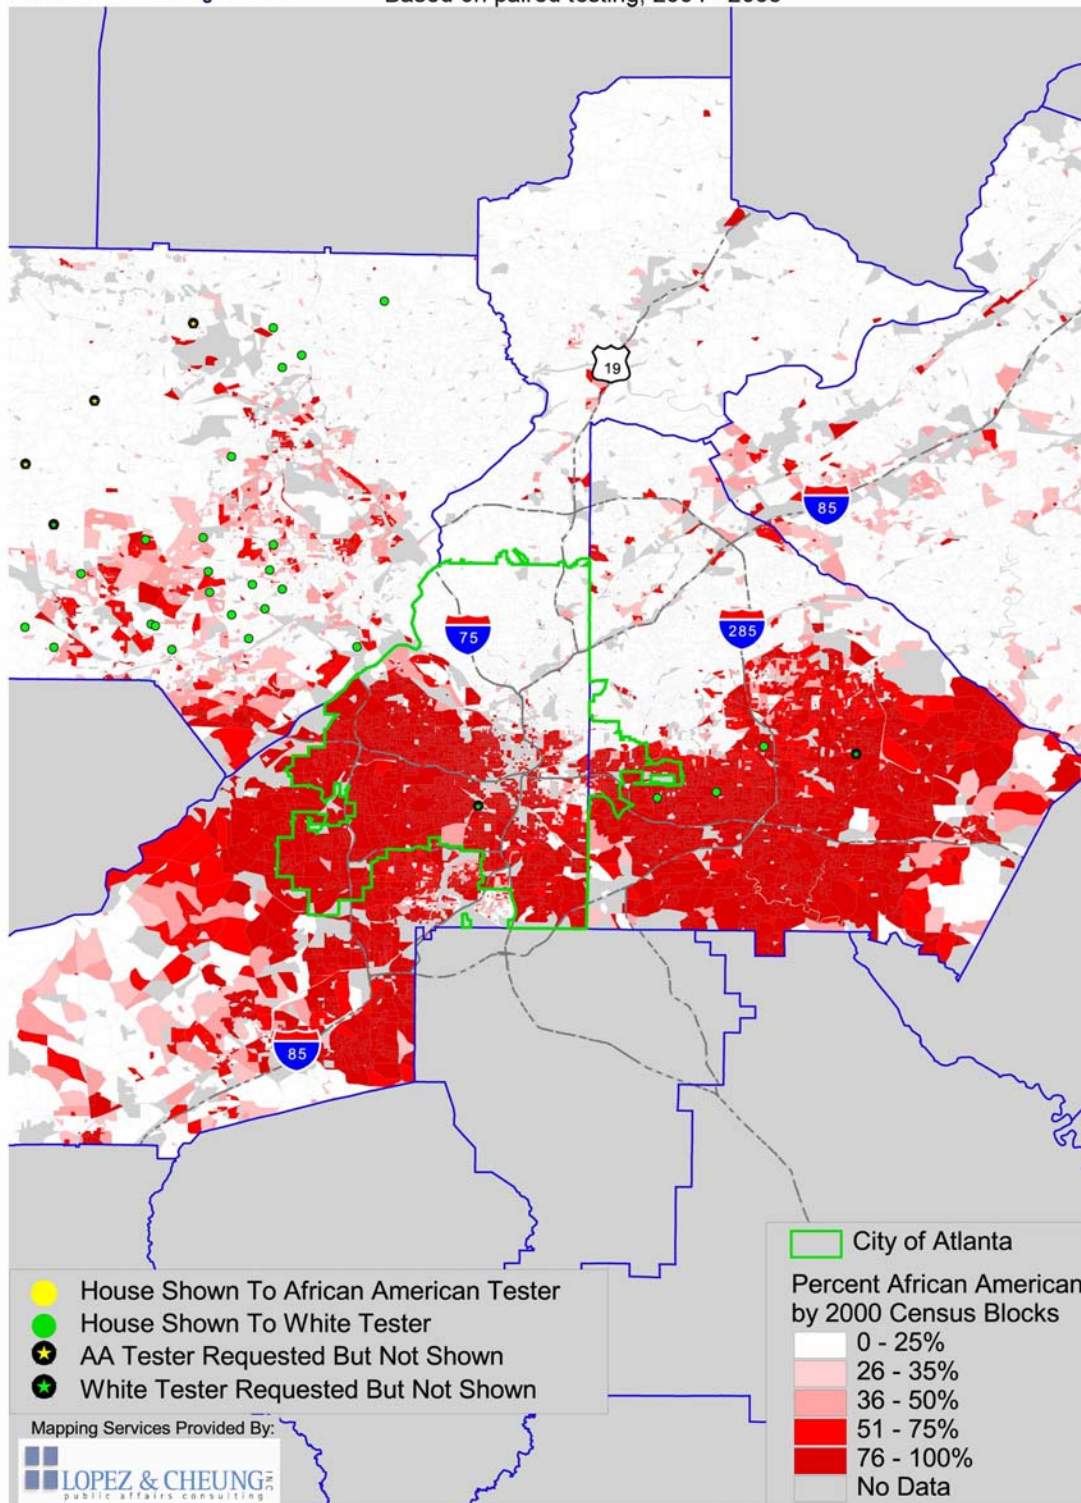 19
85
75
285
85
City of Atlanta
Percent African American
by 2000 Census Blocks
0 - 25%
26 - 35%
36 - 50%
51 - 75%
76 - 100%
No Data
House Shown To African American Tester
House Shown To White Tester
AA Tester Requested But Not Shown
White Tester Requested But Not Shown
Mapping Services Provided By:
LOPEZ & CHEUNG INC
public affairs consulting